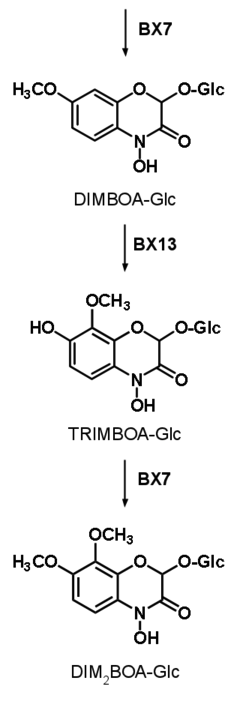 BX7
H₃CO O O-Glc
N O
OH
DIMBOA-Glc
BX13
OCH₃
HO O O-Glc
N O
OH
TRIMBOA-Glc
BX7
OCH₃
H₃CO O O-Glc
N O
OH
DIM₂BOA-Glc